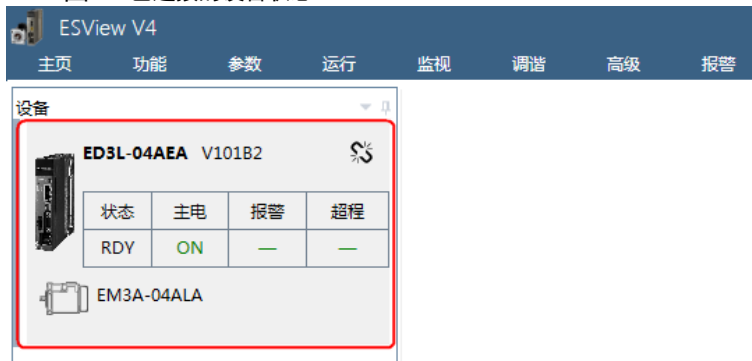 ESView V4
主页 功能 参数 运行 监视 调谐 高级 报警
设备
ED3L-04AEA V101B2
状态 主电 报警 超程
RDY ON — —
EM3A-04ALA